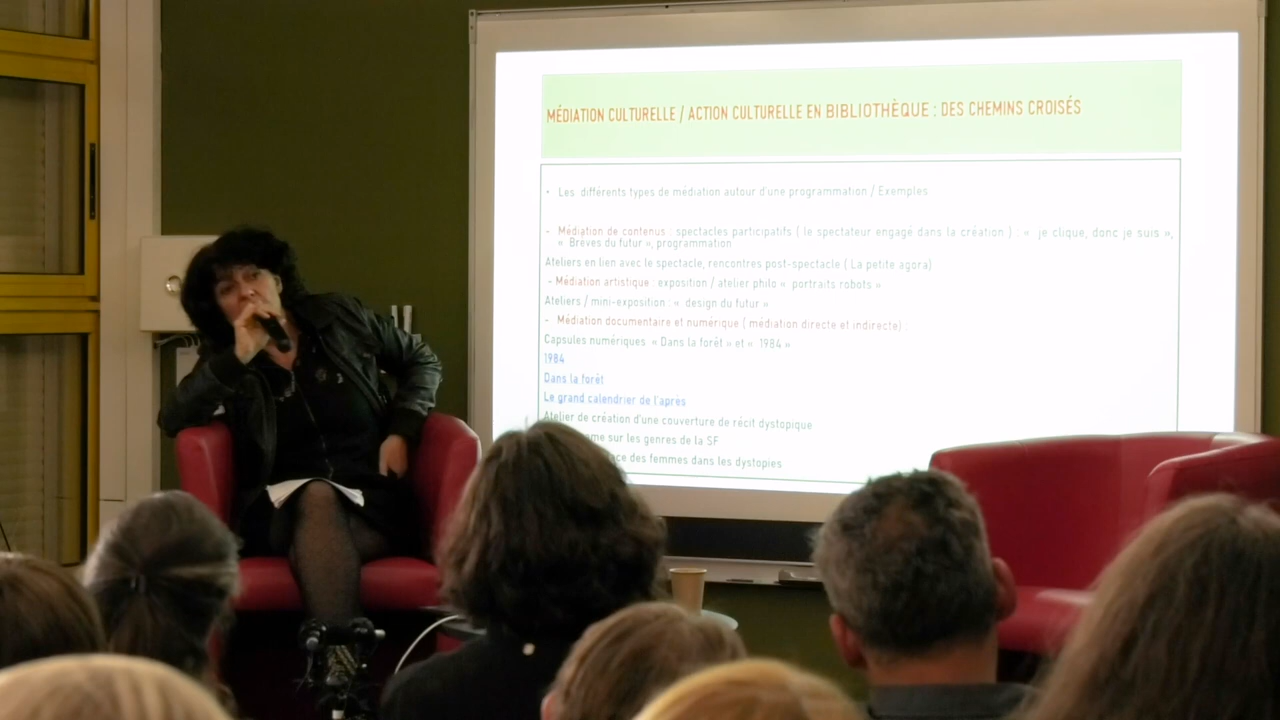 MÉDIATION CULTURELLE / ACTION CULTURELLE EN BIBLIOTHÈQUE : DES CHEMINS CROISÉS
• Les différents types de médiation autour d'une programmation / Exemples
- Médiation de contenus : spectacles participatifs ( le spectateur engagé dans la création ) : « je clique, donc je suis »,
« Brèves du futur », programmation
Ateliers en lien avec le spectacle, rencontres post-spectacle ( La petite agora)
- Médiation artistique : exposition / atelier philo « portraits robots »
Ateliers / mini-exposition : « design du futur »
- Médiation documentaire et numérique ( médiation directe et indirecte) :
Capsules numériques « Dans la forêt » et « 1984 »
1984
Dans la forêt
Le grand calendrier de l'après
Atelier de création d'une couverture de récit dystopique
sur les genres de la SF
des femmes dans les dystopies